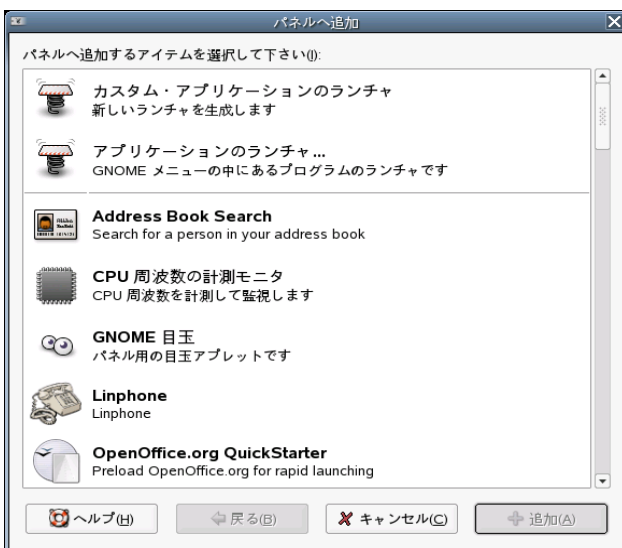 パネルへ追加
パネルへ追加するアイテムを選択して下さい(I):
カスタム・アプリケーションのランチャ
新しいランチャを生成します
アプリケーションのランチャ...
GNOME メニューの中にあるプログラムのランチャです
Address Book Search
Search for a person in your address book
CPU 周波数の計測モニタ
CPU 周波数を計測して監視します
GNOME 目玉
パネル用の目玉アプレットです
Linphone
Linphone
OpenOffice.org QuickStarter
Preload OpenOffice.org for rapid launching
ヘルプ(H) 戻る(B) キャンセル(C) 追加(A)